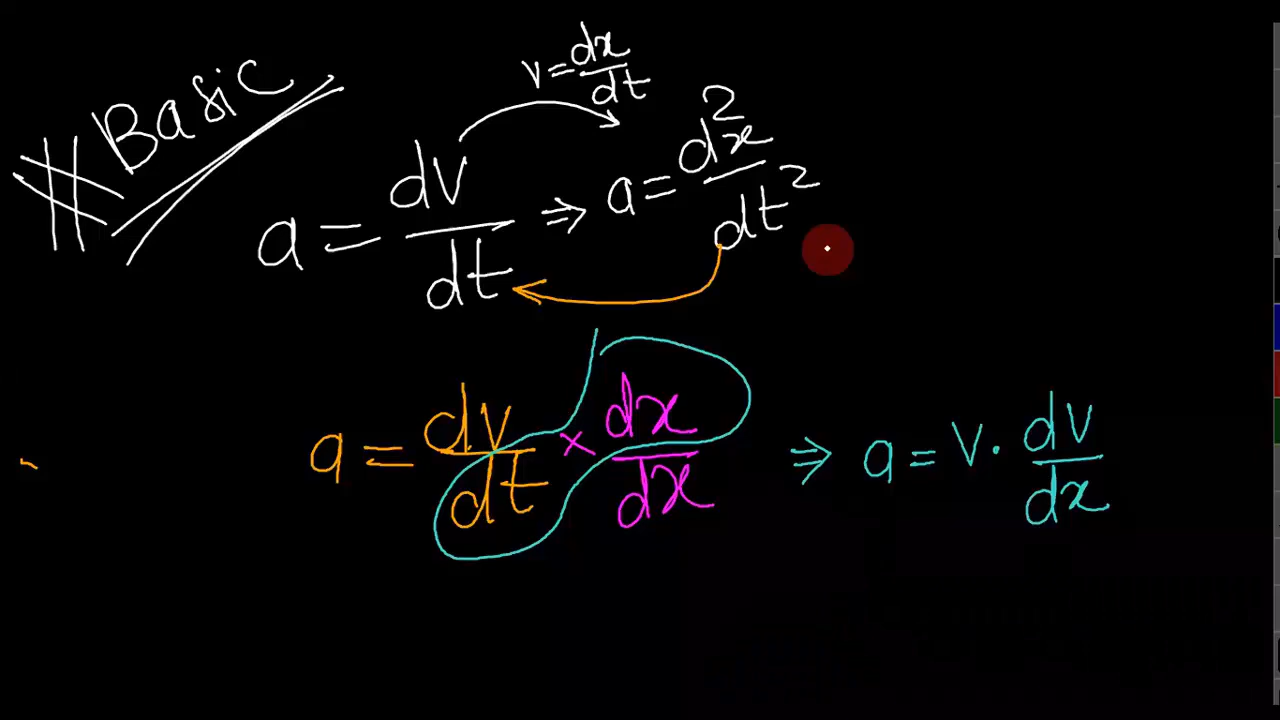 # Basic
v = dx/dt
a = dv/dt ⇒ a = d²x/dt²
a = dv/dt × dx/dx ⇒ a = v · dv/dx